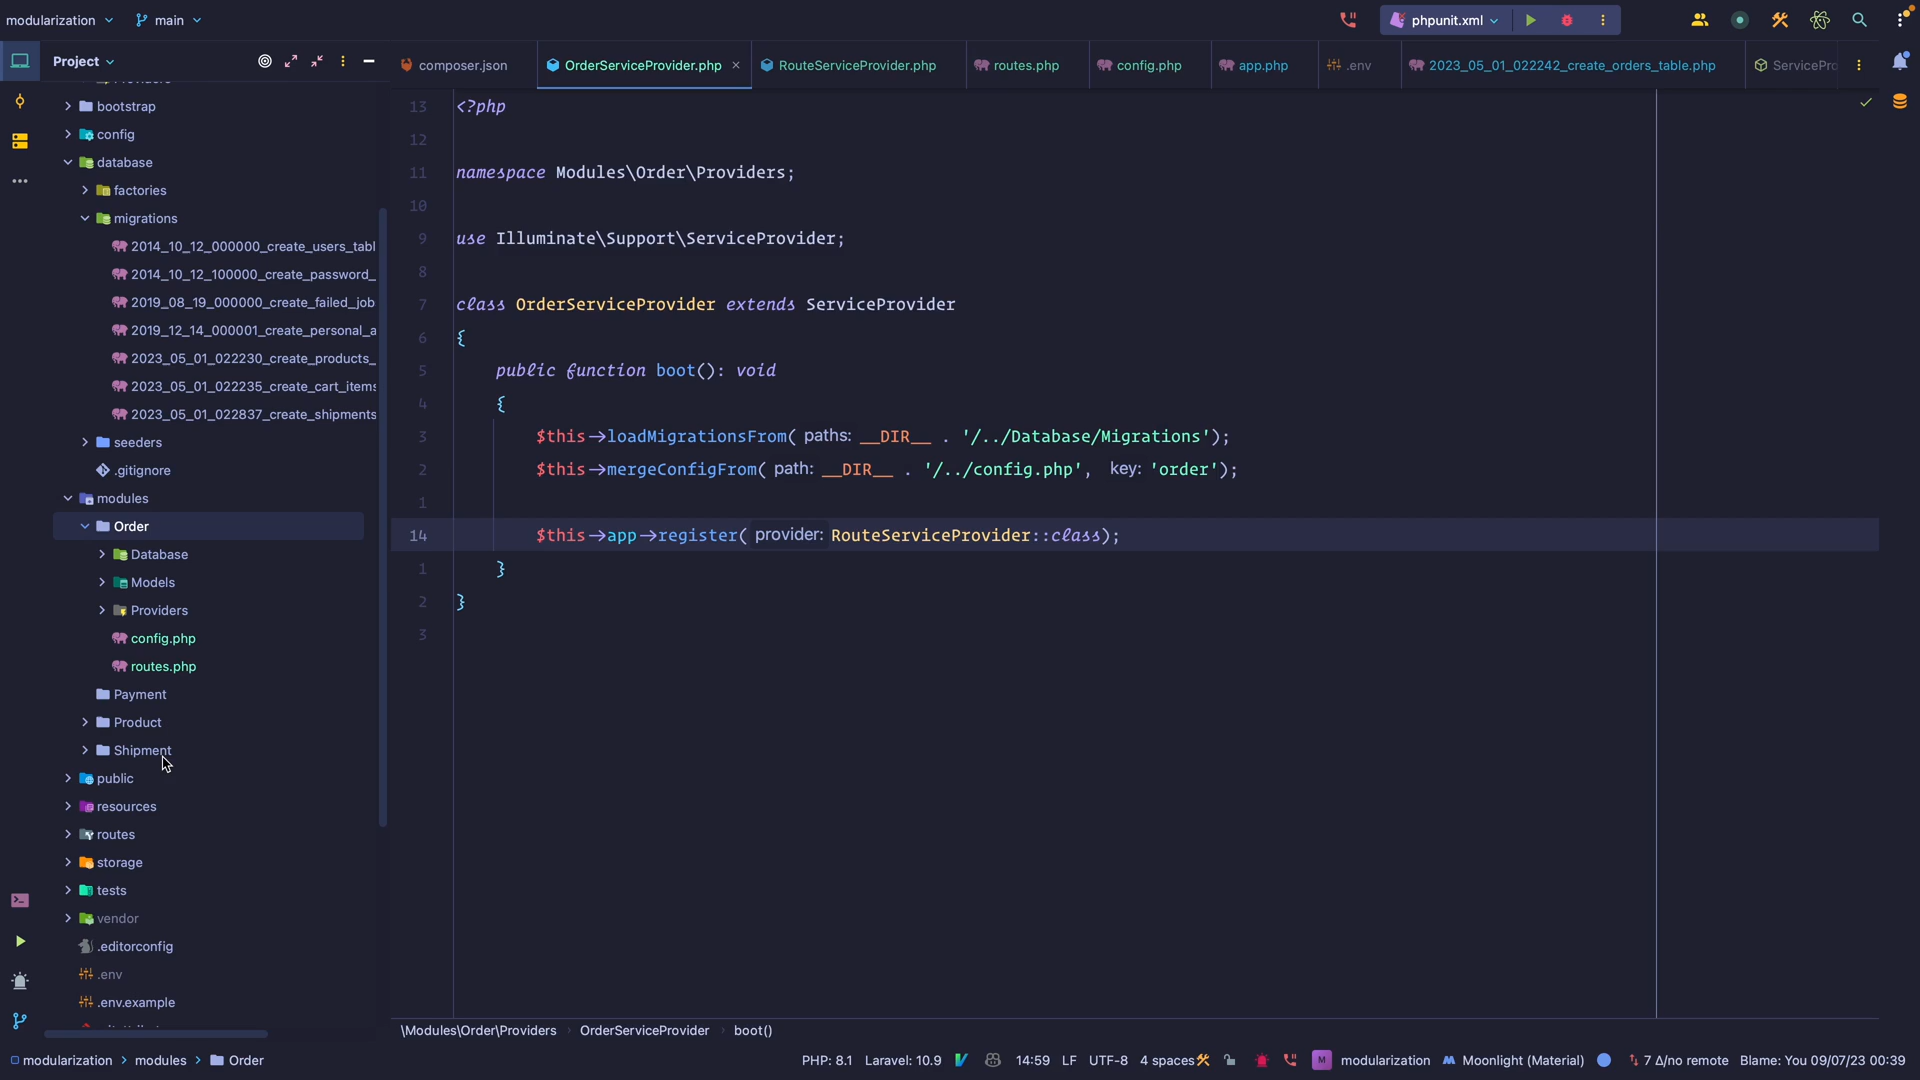 modularization
main
phpunit.xml
Project
composer.json
OrderServiceProvider.php
RouteServiceProvider.php
routes.php
config.php
app.php
.env
2023_05_01_022242_create_orders_table.php
ServicePro
bootstrap
config
database
factories
migrations
2014_10_12_000000_create_users_tabl
2014_10_12_100000_create_password_
2019_08_19_000000_create_failed_job
2019_12_14_000001_create_personal_a
2023_05_01_022230_create_products_
2023_05_01_022235_create_cart_items
2023_05_01_022837_create_shipments
seeders
.gitignore
modules
Order
Database
Models
Providers
config.php
routes.php
Payment
Product
Shipment
public
resources
routes
storage
tests
vendor
.editorconfig
.env
.env.example
13 <?php
12
11 namespace Modules\Order\Providers;
10
9 use Illuminate\Support\ServiceProvider;
8
7 class OrderServiceProvider extends ServiceProvider
6 {
5 public function boot(): void
4 {
3 $this->loadMigrationsFrom( paths: __DIR__ . '/../Database/Migrations');
2 $this->mergeConfigFrom( path: __DIR__ . '/../config.php', key: 'order');
1
14 $this->app->register( provider: RouteServiceProvider::class);
1 }
2 }
3
\Modules\Order\Providers > OrderServiceProvider > boot()
modularization > modules > Order
PHP: 8.1 Laravel: 10.9 14:59 LF UTF-8 4 spaces M modularization Moonlight (Material) 7 Δ/no remote Blame: You 09/07/23 00:39